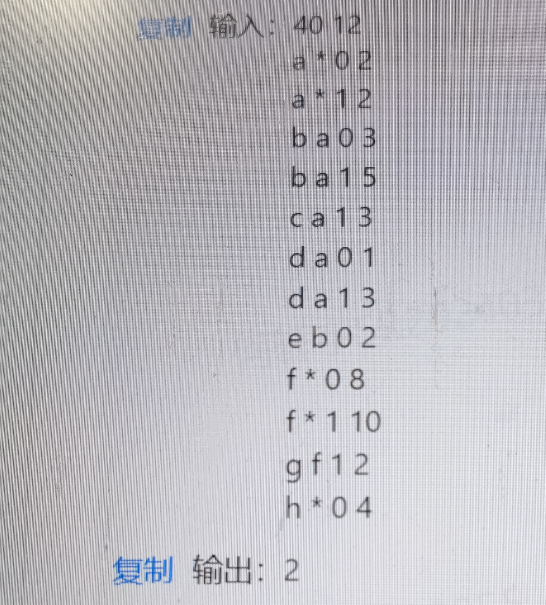 复制 输入：40 12
a * 0 2
a * 1 2
b a 0 3
b a 1 5
c a 1 3
d a 0 1
d a 1 3
e b 0 2
f * 0 8
f * 1 10
g f 1 2
h * 0 4
复制 输出：2